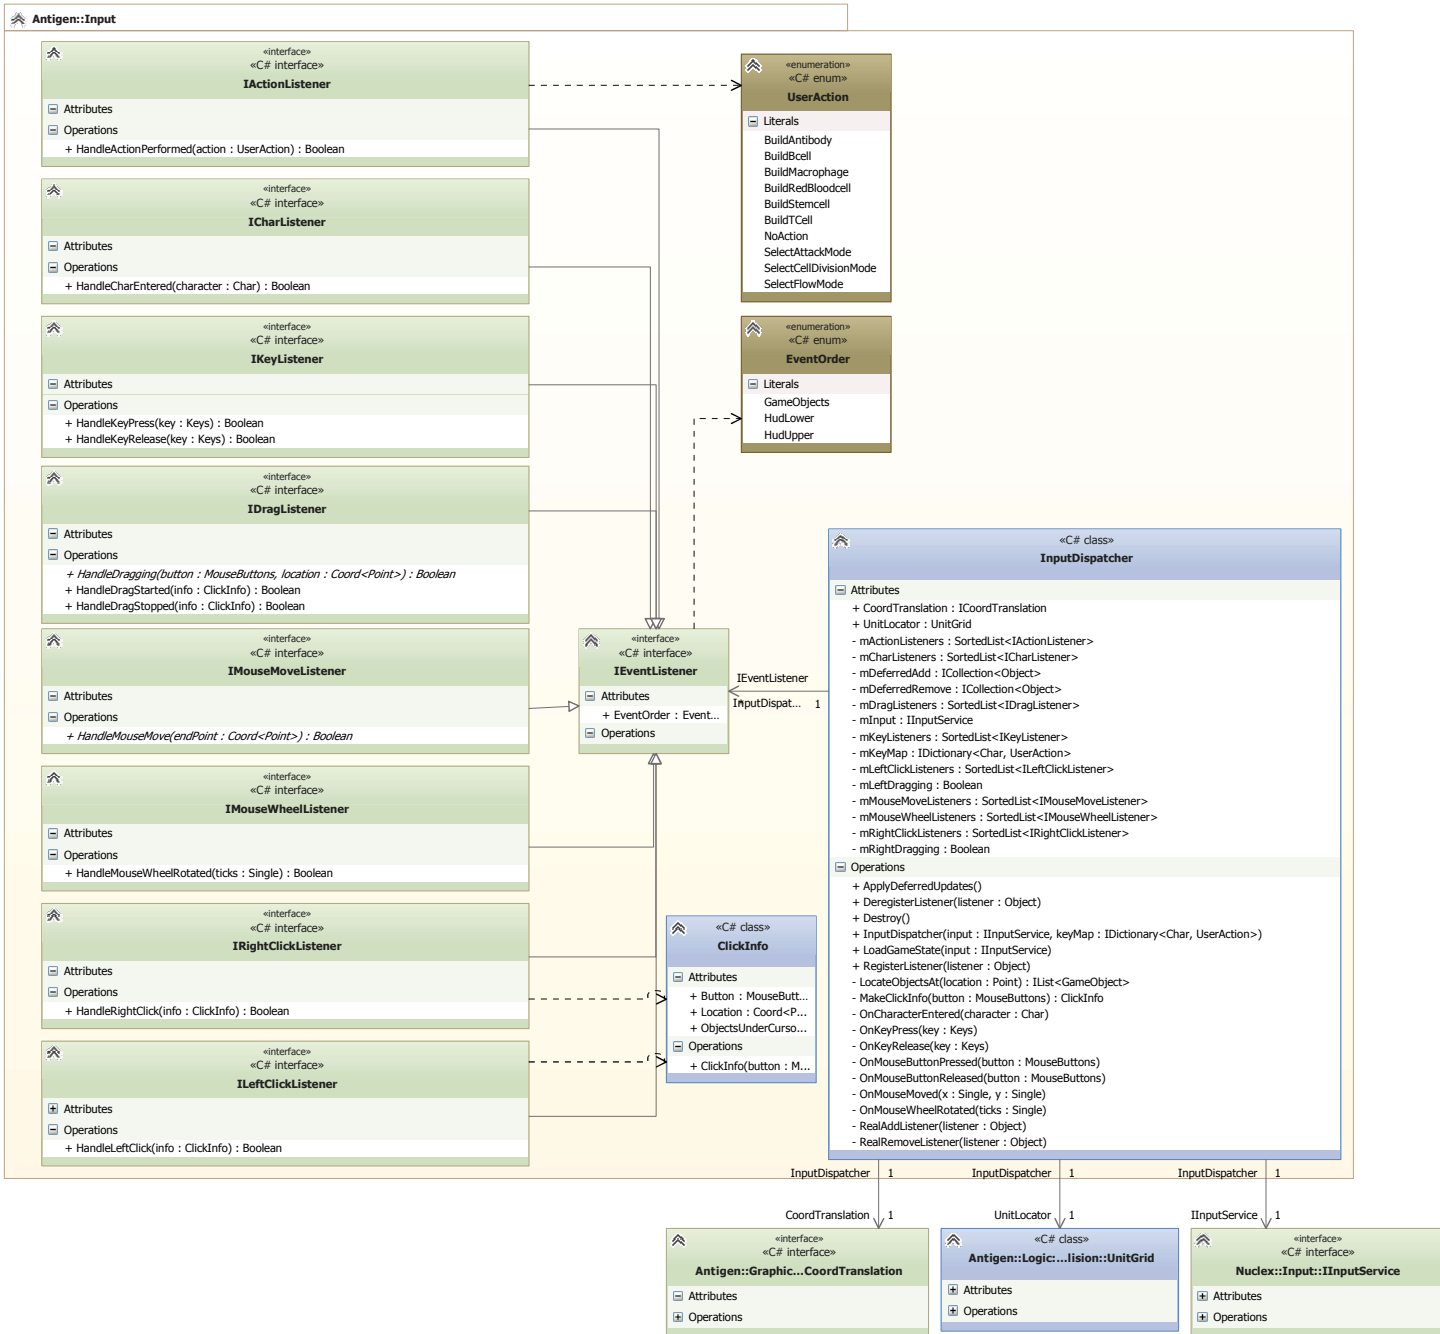 Antigen::Input
«interface»
«C# interface»
IActionListener
Attributes
Operations
+ HandleActionPerformed(action : UserAction) : Boolean
«interface»
«C# interface»
ICharListener
Attributes
Operations
+ HandleCharEntered(character : Char) : Boolean
«interface»
«C# interface»
IKeyListener
Attributes
Operations
+ HandleKeyPress(key : Keys) : Boolean
+ HandleKeyRelease(key : Keys) : Boolean
«interface»
«C# interface»
IDragListener
Attributes
Operations
+ HandleDragging(button : MouseButtons, location : Coord<Point>) : Boolean
+ HandleDragStarted(info : ClickInfo) : Boolean
+ HandleDragStopped(info : ClickInfo) : Boolean
«interface»
«C# interface»
IMouseMoveListener
Attributes
Operations
+ HandleMouseMove(endPoint : Coord<Point>) : Boolean
«interface»
«C# interface»
IMouseWheelListener
Attributes
Operations
+ HandleMouseWheelRotated(ticks : Single) : Boolean
«interface»
«C# interface»
IRightClickListener
Attributes
Operations
+ HandleRightClick(info : ClickInfo) : Boolean
«interface»
«C# interface»
ILeftClickListener
Attributes
Operations
+ HandleLeftClick(info : ClickInfo) : Boolean
«enumeration»
«C# enum»
UserAction
Literals
BuildAntibody
BuildBcell
BuildMacrophage
BuildRedBloodcell
BuildStemcell
BuildTCell
NoAction
SelectAttackMode
SelectCellDivisionMode
SelectFlowMode
«enumeration»
«C# enum»
EventOrder
Literals
GameObjects
HudLower
HudUpper
«interface»
«C# interface»
IEventListener
Attributes
+ EventOrder : Event...
Operations
IEventListener
*
InputDispat... 1
«C# class»
ClickInfo
Attributes
+ Button : MouseButt...
+ Location : Coord<P...
+ ObjectsUnderCurso...
Operations
+ ClickInfo(button : M...
«C# class»
InputDispatcher
Attributes
+ CoordTranslation : ICoordTranslation
+ UnitLocator : UnitGrid
- mActionListeners : SortedList<IActionListener>
- mCharListeners : SortedList<ICharListener>
- mDeferredAdd : ICollection<Object>
- mDeferredRemove : ICollection<Object>
- mDragListeners : SortedList<IDragListener>
- mInput : IInputService
- mKeyListeners : SortedList<IKeyListener>
- mKeyMap : IDictionary<Char, UserAction>
- mLeftClickListeners : SortedList<ILeftClickListener>
- mLeftDragging : Boolean
- mMouseMoveListeners : SortedList<IMouseMoveListener>
- mMouseWheelListeners : SortedList<IMouseWheelListener>
- mRightClickListeners : SortedList<IRightClickListener>
- mRightDragging : Boolean
Operations
+ ApplyDeferredUpdates()
+ DeregisterListener(listener : Object)
+ Destroy()
+ InputDispatcher(input : IInputService, keyMap : IDictionary<Char, UserAction>)
+ LoadGameState(input : IInputService)
+ RegisterListener(listener : Object)
- LocateObjectsAt(location : Point) : IList<GameObject>
- MakeClickInfo(button : MouseButtons) : ClickInfo
- OnCharacterEntered(character : Char)
- OnKeyPress(key : Keys)
- OnKeyRelease(key : Keys)
- OnMouseButtonPressed(button : MouseButtons)
- OnMouseButtonReleased(button : MouseButtons)
- OnMouseMoved(x : Single, y : Single)
- OnMouseWheelRotated(ticks : Single)
- RealAddListener(listener : Object)
- RealRemoveListener(listener : Object)
InputDispatcher 1
InputDispatcher 1
InputDispatcher 1
CoordTranslation 1
UnitLocator 1
IInputService 1
«interface»
«C# interface»
Antigen::Graphic...CoordTranslation
Attributes
Operations
«C# class»
Antigen::Logic:...lision::UnitGrid
Attributes
Operations
«interface»
«C# interface»
Nuclex::Input::IInputService
Attributes
Operations